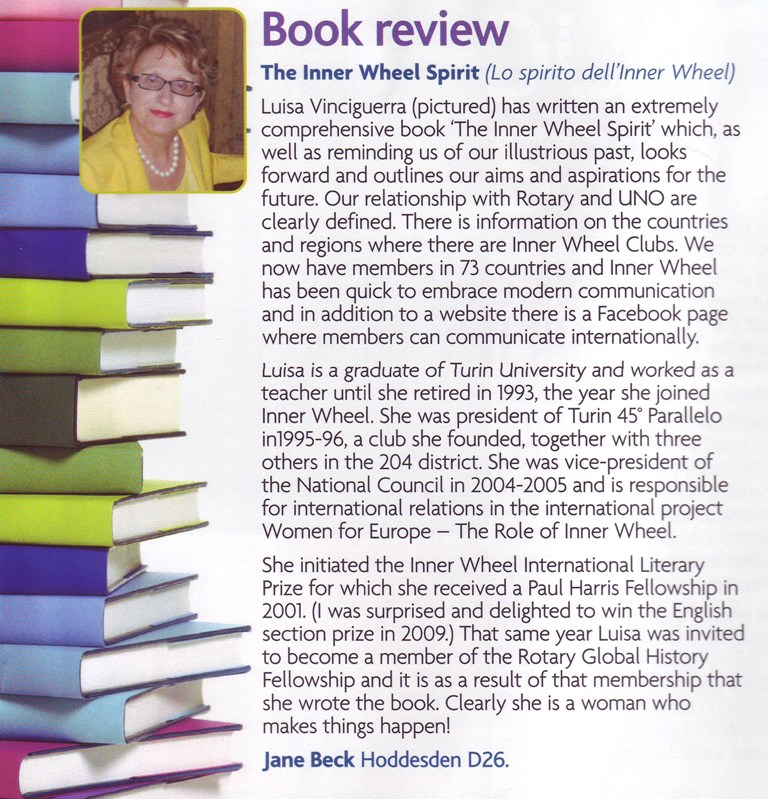 Book review
The Inner Wheel Spirit (Lo spirito dell'Inner Wheel)
Luisa Vinciguerra (pictured) has written an extremely
comprehensive book 'The Inner Wheel Spirit' which, as
well as reminding us of our illustrious past, looks
forward and outlines our aims and aspirations for the
future. Our relationship with Rotary and UNO are
clearly defined. There is information on the countries
and regions where there are Inner Wheel Clubs. We
now have members in 73 countries and Inner Wheel
has been quick to embrace modern communication
and in addition to a website there is a Facebook page
where members can communicate internationally.
Luisa is a graduate of Turin University and worked as a
teacher until she retired in 1993, the year she joined
Inner Wheel. She was president of Turin 45° Parallelo
in1995-96, a club she founded, together with three
others in the 204 district. She was vice-president of
the National Council in 2004-2005 and is responsible
for international relations in the international project
Women for Europe – The Role of Inner Wheel.
She initiated the Inner Wheel International Literary
Prize for which she received a Paul Harris Fellowship in
2001. (I was surprised and delighted to win the English
section prize in 2009.) That same year Luisa was invited
to become a member of the Rotary Global History
Fellowship and it is as a result of that membership that
she wrote the book. Clearly she is a woman who
makes things happen!
Jane Beck Hoddesden D26.